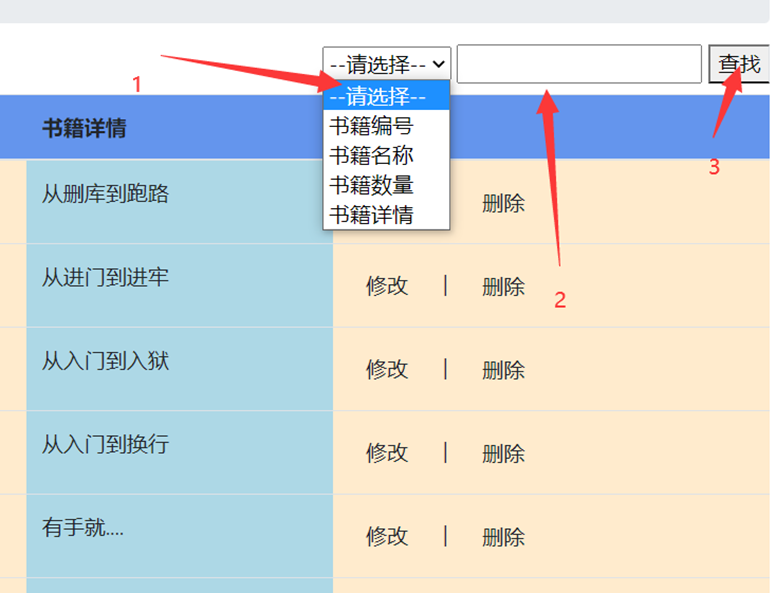 --请选择--
查找
1
--请选择--
书籍详情
书籍编号
书籍名称
书籍数量
书籍详情
3
从删库到跑路
删除
从进门到进牢
修改 | 删除
2
从入门到入狱
修改 | 删除
从入门到换行
修改 | 删除
有手就....
修改 | 删除